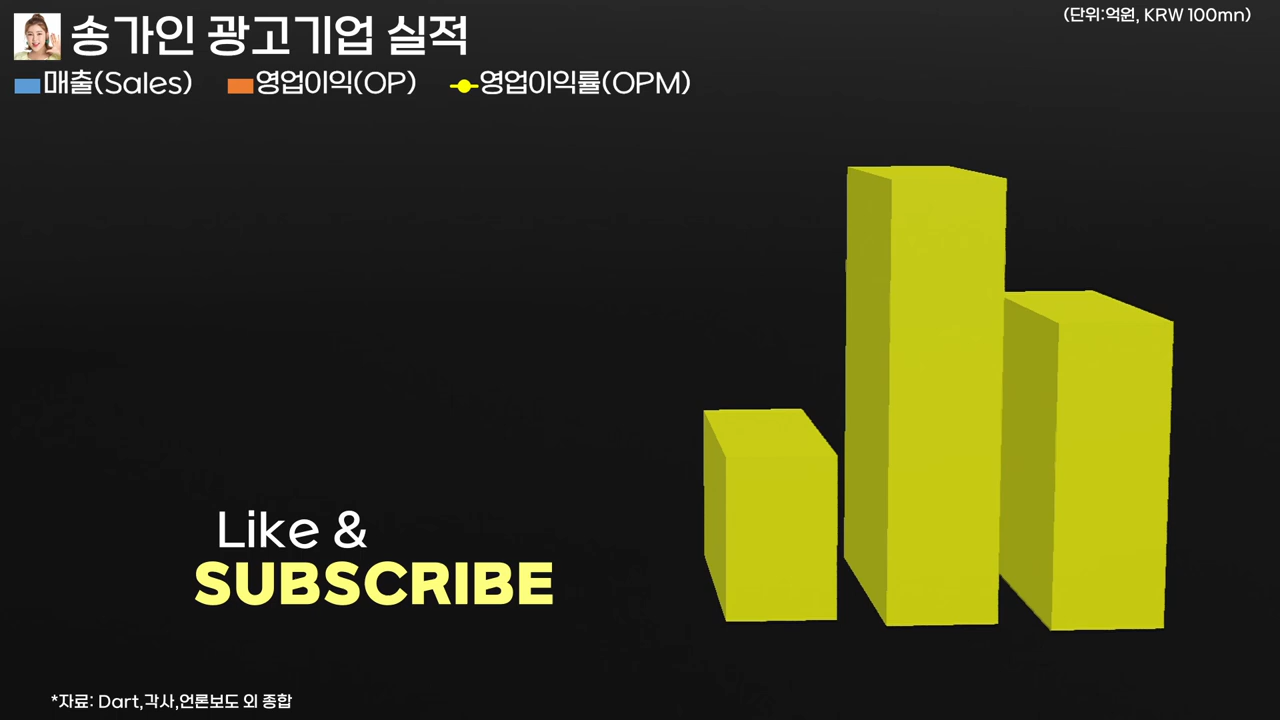 송가인 광고기업 실적
(단위:억원, KRW 100mn)
매출(Sales) 영업이익(OP) 영업이익률(OPM)
Like &
SUBSCRIBE
*자료: Dart,각사,언론보도 외 종합